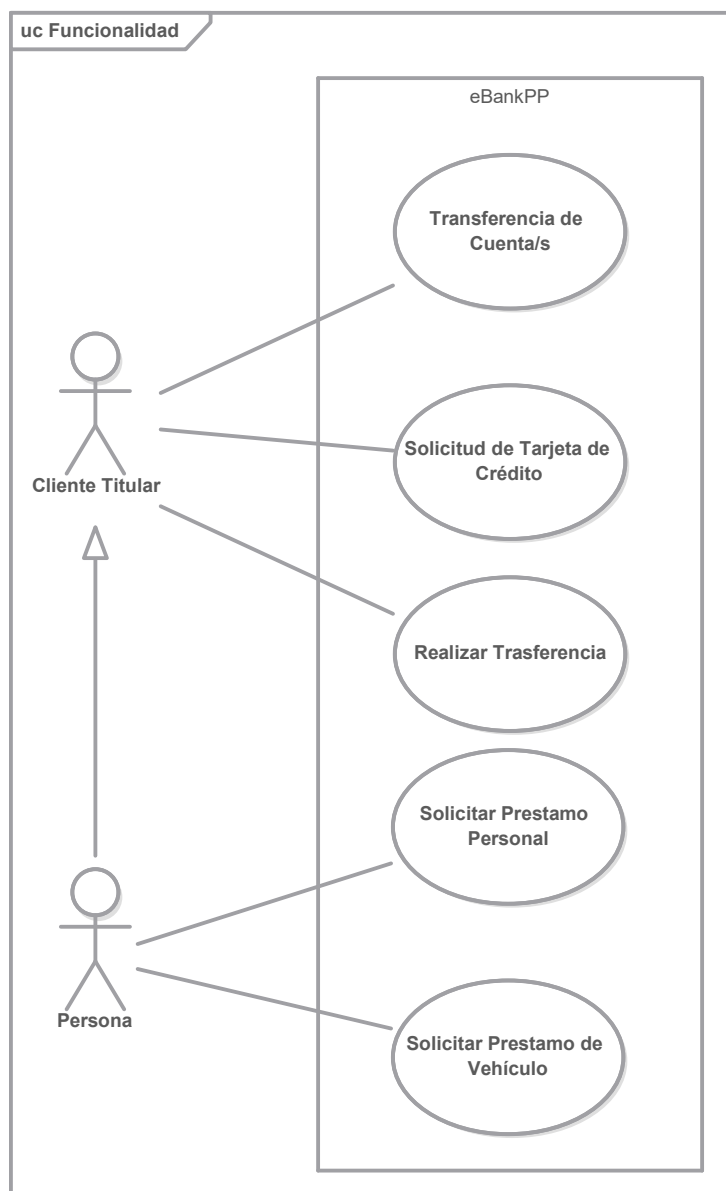 uc Funcionalidad
eBankPP
Transferencia de
Cuenta/s
Solicitud de Tarjeta de
Crédito
Cliente Titular
Realizar Trasferencia
Solicitar Prestamo
Personal
Persona
Solicitar Prestamo de
Vehículo